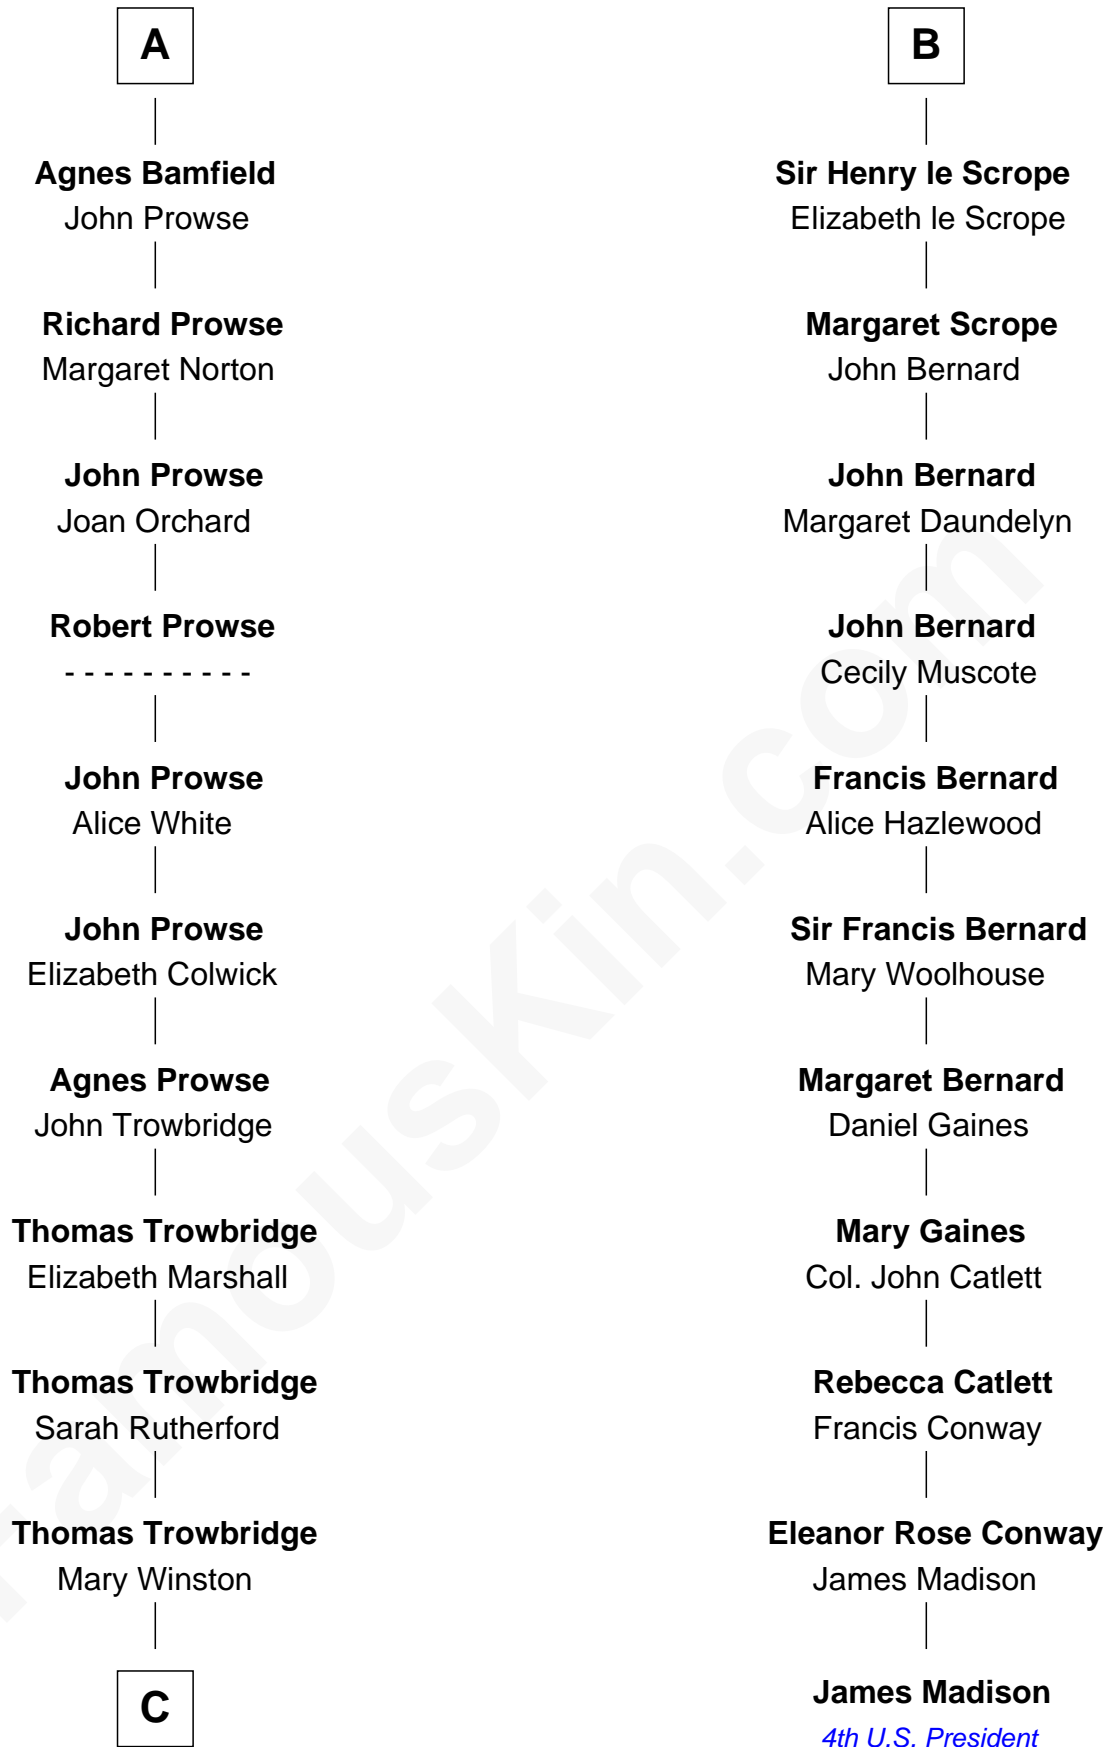 A
Agnes Bamfield
John Prowse
Richard Prowse
Margaret Norton
John Prowse
Joan Orchard
Robert Prowse
- - - - - - - - - -
John Prowse
Alice White
John Prowse
Elizabeth Colwick
Agnes Prowse
John Trowbridge
Thomas Trowbridge
Elizabeth Marshall
Thomas Trowbridge
Sarah Rutherford
Thomas Trowbridge
Mary Winston
C
B
Sir Henry le Scrope
Elizabeth le Scrope
Margaret Scrope
John Bernard
John Bernard
Margaret Daundelyn
John Bernard
Cecily Muscote
Francis Bernard
Alice Hazlewood
Sir Francis Bernard
Mary Woolhouse
Margaret Bernard
Daniel Gaines
Mary Gaines
Col. John Catlett
Rebecca Catlett
Francis Conway
Eleanor Rose Conway
James Madison
James Madison
4th U.S. President
FamousKin.com